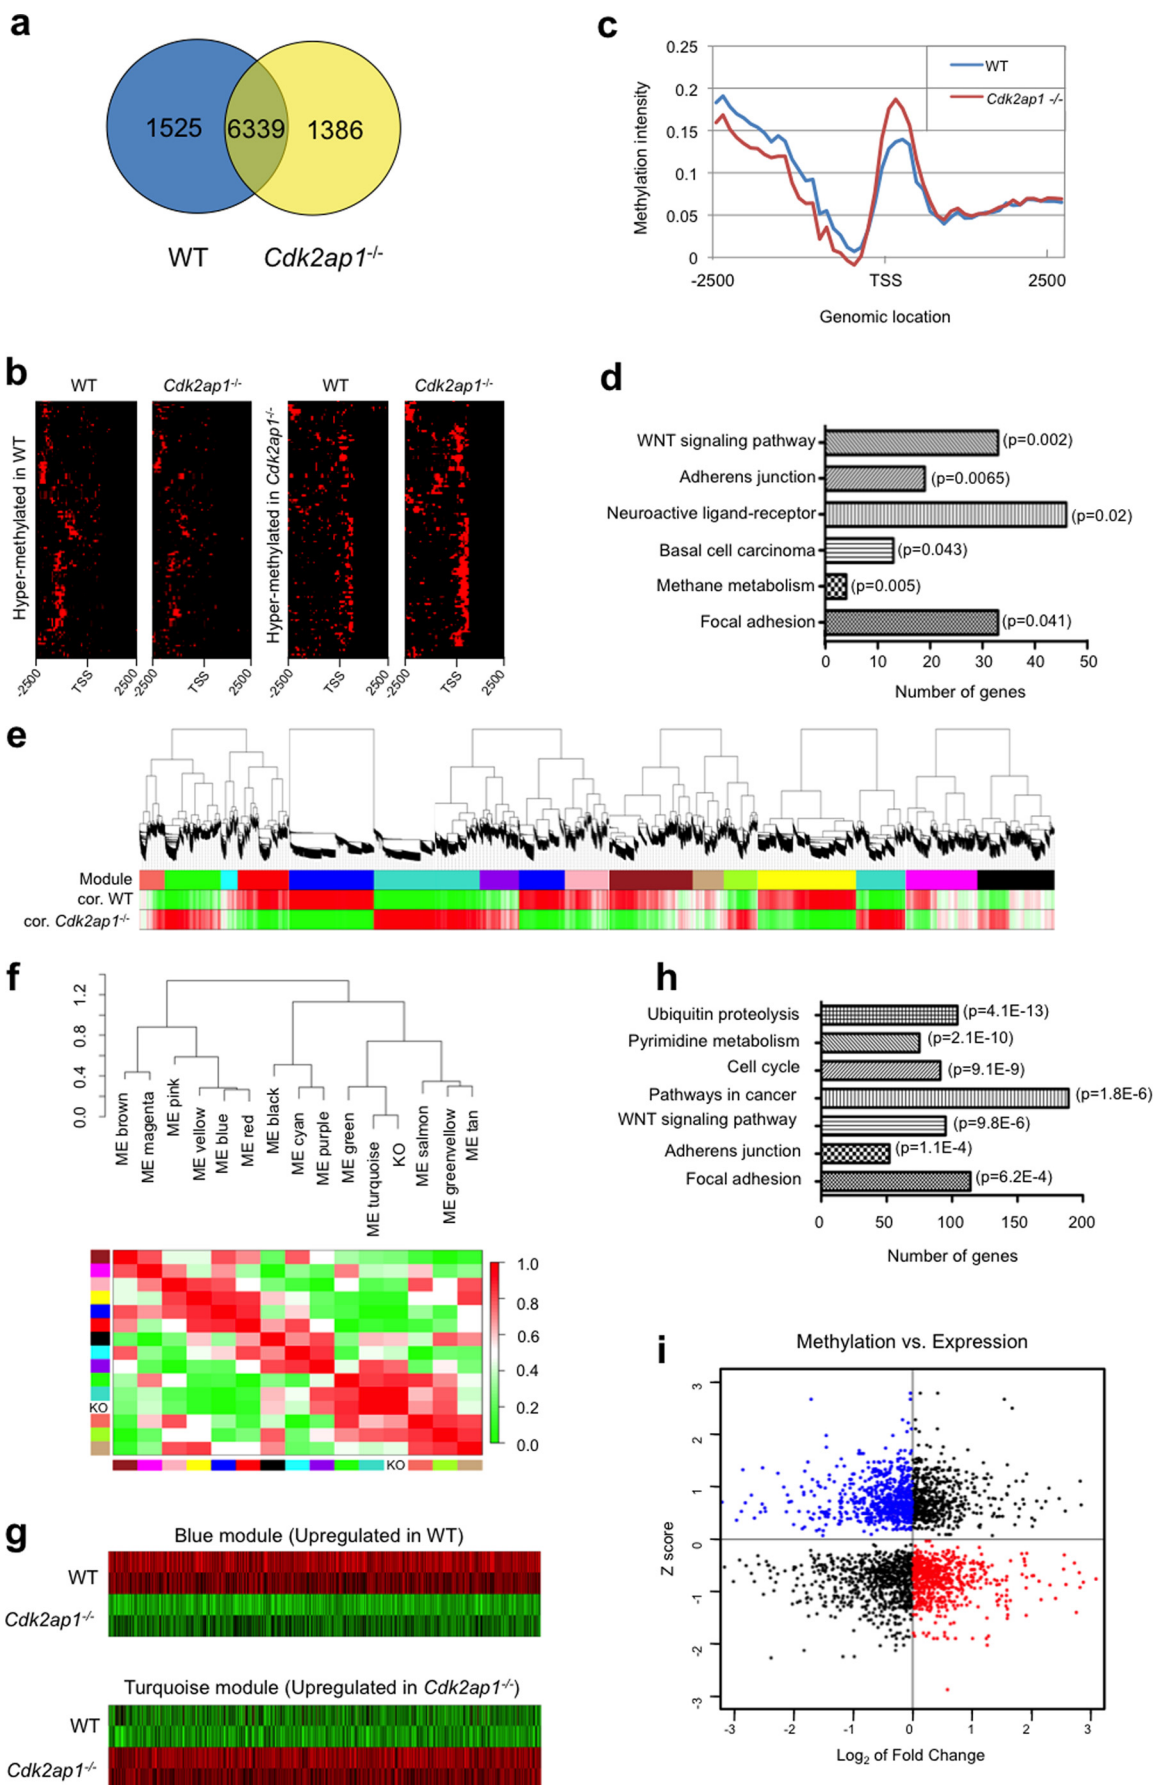 a
1525 6339 1386
WT Cdk2ap1-/-
c
0.25
0.2
0.15
0.1
0.05
0
Methylation intensity
WT
Cdk2ap1 -/-
-2500 TSS 2500
Genomic location
b
WT Cdk2ap1-/- WT Cdk2ap1-/-
Hyper-methylated in WT
Hyper-methylated in Cdk2ap1-/-
-2500 TSS 2500 -2500 TSS 2500 -2500 TSS 2500 -2500 TSS 2500
d
WNT signaling pathway (p=0.002)
Adherens junction (p=0.0065)
Neuroactive ligand-receptor (p=0.02)
Basal cell carcinoma (p=0.043)
Methane metabolism (p=0.005)
Focal adhesion (p=0.041)
0 10 20 30 40 50
Number of genes
e
Module
cor. WT
cor. Cdk2ap1-/-
f
1.2
0.8
0.4
0.0
ME brown
ME magenta
ME pink
ME yellow
ME blue
ME red
ME black
ME cyan
ME purple
ME green
ME turquoise
KO
ME salmon
ME greenyellow
ME tan
KO
KO
1.0
0.8
0.6
0.4
0.2
0.0
h
Ubiquitin proteolysis (p=4.1E-13)
Pyrimidine metabolism (p=2.1E-10)
Cell cycle (p=9.1E-9)
Pathways in cancer (p=1.8E-6)
WNT signaling pathway (p=9.8E-6)
Adherens junction (p=1.1E-4)
Focal adhesion (p=6.2E-4)
0 50 100 150 200
Number of genes
g
Blue module (Upregulated in WT)
WT
Cdk2ap1-/-
Turquoise module (Upregulated in Cdk2ap1-/-)
WT
Cdk2ap1-/-
i
Methylation vs. Expression
3
2
1
0
-1
-2
-3
Z score
-3 -2 -1 0 1 2 3
Log2 of Fold Change